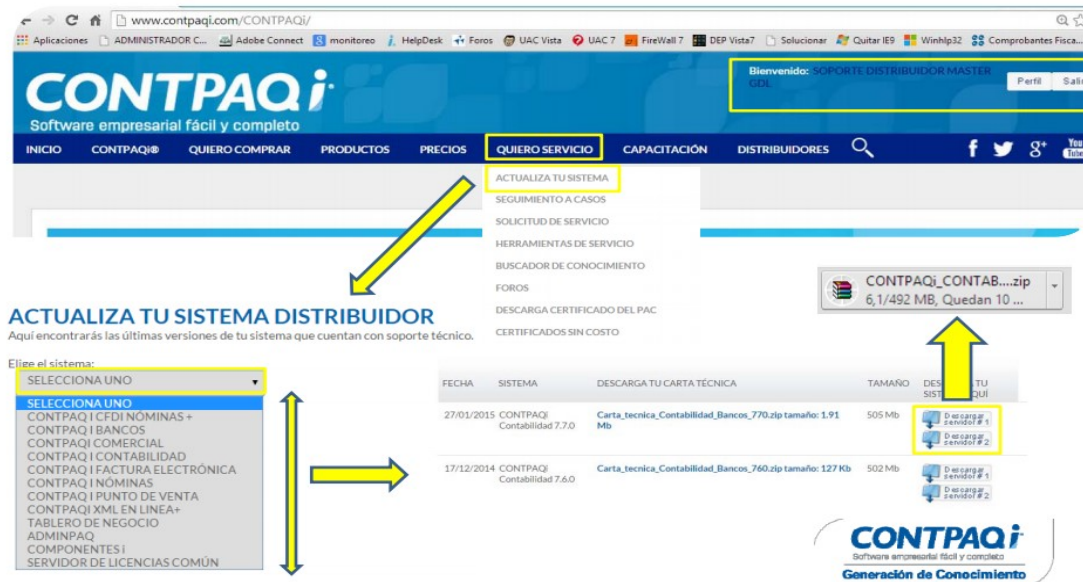 www.contpaqi.com/CONTPAQi/
Aplicaciones ADMINISTRADOR C... Adobe Connect monitoreo HelpDesk Foros UAC Vista UAC 7 FireWall 7 DEP Vista7 Solucionar Quitar IE9 Winhlp32 Comprobantes Fisca...
CONTPAQi
Software empresarial fácil y completo
Bienvenido: SOPORTE DISTRIBUIDOR MASTER
GDL
Perfil Salir
INICIO CONTPAQi® QUIERO COMPRAR PRODUCTOS PRECIOS QUIERO SERVICIO CAPACITACIÓN DISTRIBUIDORES f g+ You Tube
ACTUALIZA TU SISTEMA
SEGUIMIENTO A CASOS
SOLICITUD DE SERVICIO
HERRAMIENTAS DE SERVICIO
BUSCADOR DE CONOCIMIENTO
FOROS
DESCARGA CERTIFICADO DEL PAC
CERTIFICADOS SIN COSTO
CONTPAQi_CONTAB....zip
6,1/492 MB, Quedan 10 ...
ACTUALIZA TU SISTEMA DISTRIBUIDOR
Aquí encontrarás las últimas versiones de tu sistema que cuentan con soporte técnico.
Elige el sistema:
SELECCIONA UNO
SELECCIONA UNO
CONTPAQ I CFDI NÓMINAS +
CONTPAQ I BANCOS
CONTPAQI COMERCIAL
CONTPAQ I CONTABILIDAD
CONTPAQ I FACTURA ELECTRÓNICA
CONTPAQ I NÓMINAS
CONTPAQ I PUNTO DE VENTA
CONTPAQI XML EN LINEA+
TABLERO DE NEGOCIO
ADMINPAQ
COMPONENTES i
SERVIDOR DE LICENCIAS COMÚN
FECHA SISTEMA DESCARGA TU CARTA TÉCNICA TAMAÑO
27/01/2015 CONTPAQi Contabilidad 7.7.0 Carta_tecnica_Contabilidad_Bancos_770.zip tamaño: 1.91 Mb 505 Mb
Descargar servidor # 1
Descargar servidor # 2
17/12/2014 CONTPAQi Contabilidad 7.6.0 Carta_tecnica_Contabilidad_Bancos_760.zip tamaño: 127 Kb 502 Mb
Descargar servidor # 1
Descargar servidor # 2
CONTPAQi
Software empresarial fácil y completo
Generación de Conocimiento